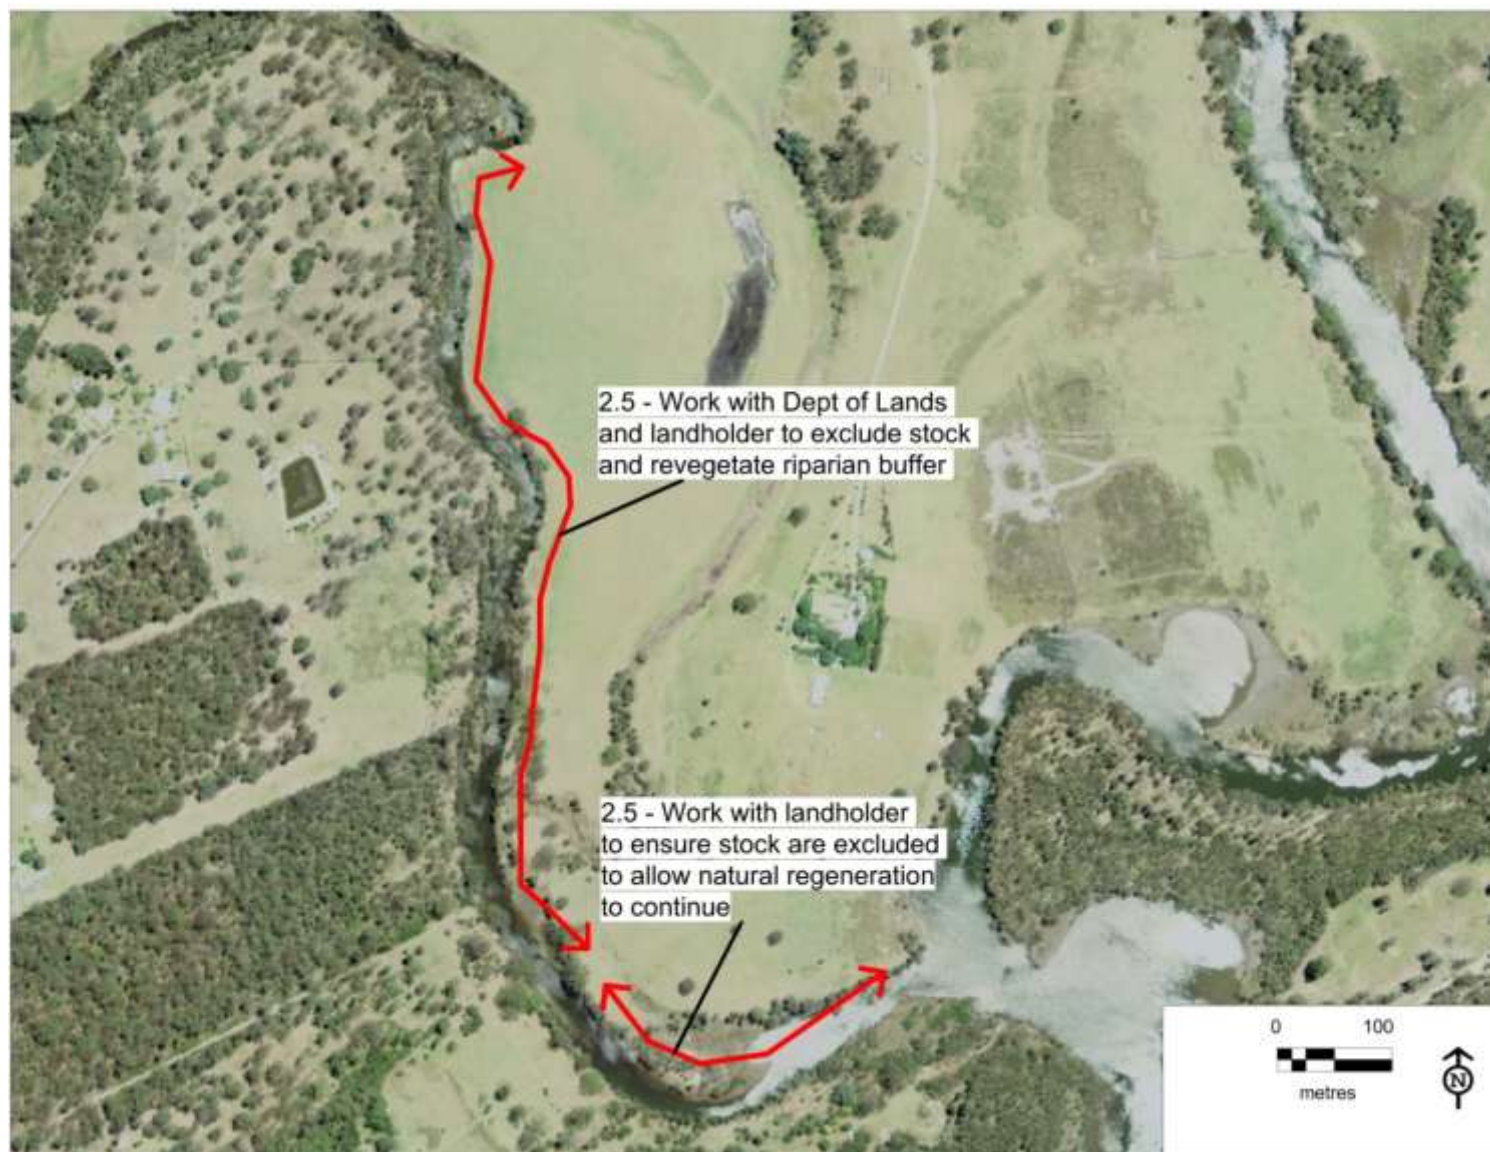 2.5 - Work with Dept of Lands
and landholder to exclude stock
and revegetate riparian buffer
2.5 - Work with landholder
to ensure stock are excluded
to allow natural regeneration
to continue
0 100
metres
N